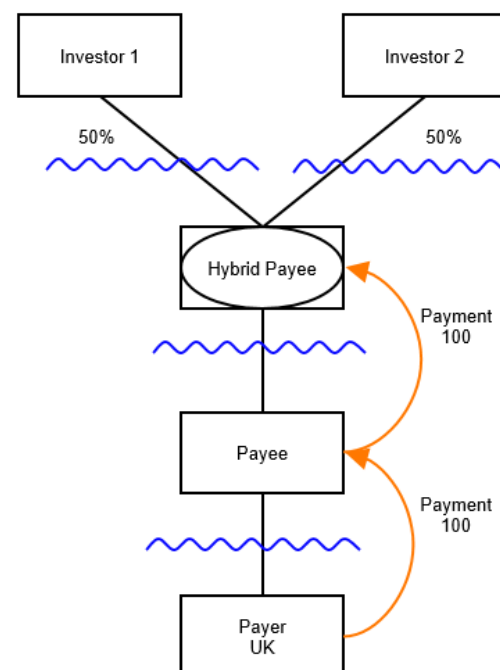 Investor 1
Investor 2
50%
50%
Hybrid Payee
Payment
100
Payee
Payment
100
Payer
UK